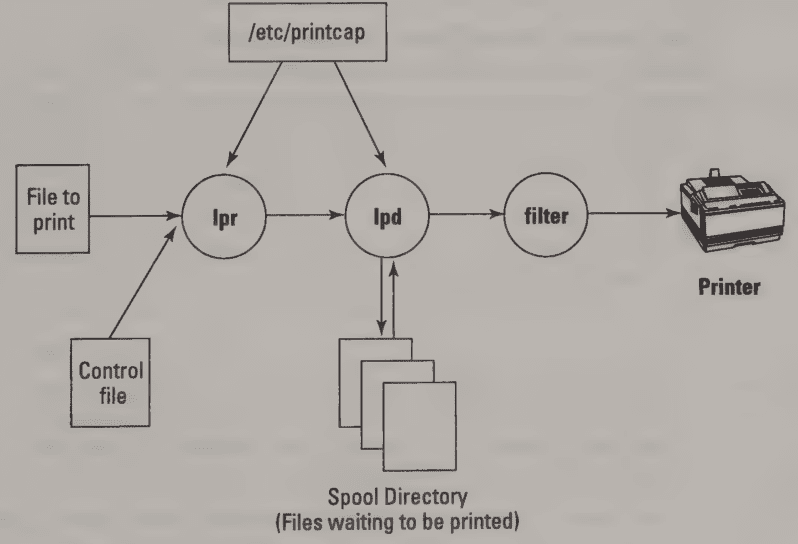 /etc/printcap
File to
print
lpr
lpd
filter
Printer
Control
file
Spool Directory
(Files waiting to be printed)